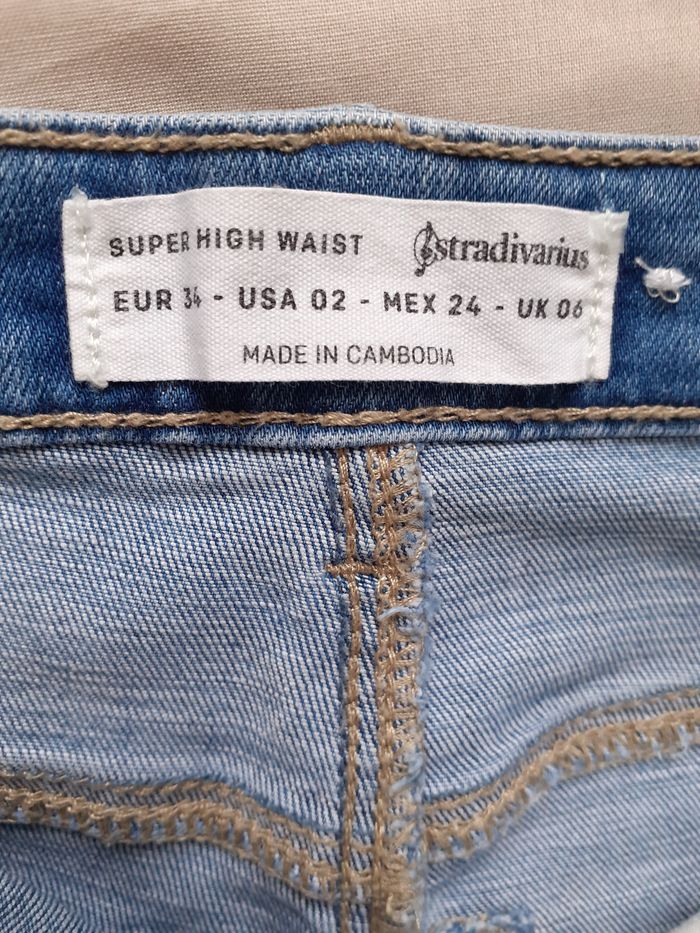 SUPER HIGH WAIST stradivarius
EUR 34 - USA 02 - MEX 24 - UK 06
MADE IN CAMBODIA